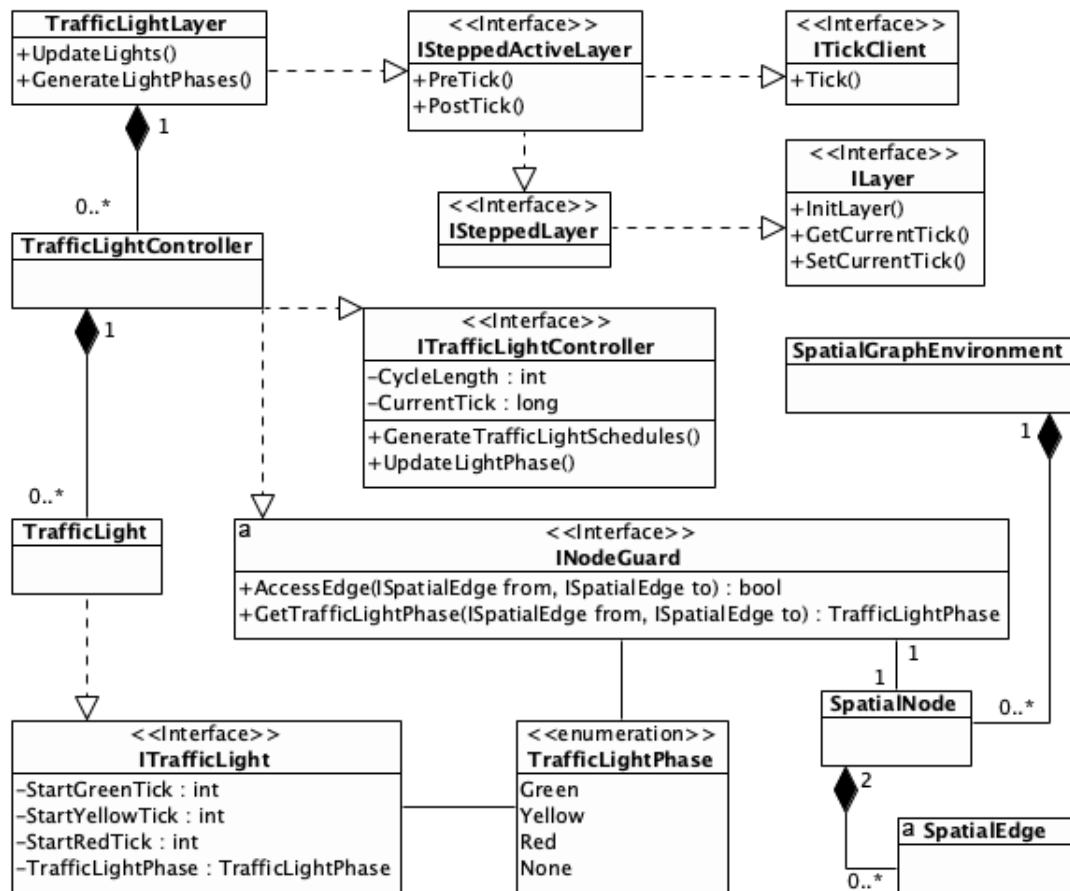 TrafficLightLayer
+UpdateLights()
+GenerateLightPhases()
<<Interface>>
ISteppedActiveLayer
+PreTick()
+PostTick()
<<Interface>>
ITickClient
+Tick()
1
0..*
<<Interface>>
ISteppedLayer
<<Interface>>
ILayer
+InitLayer()
+GetCurrentTick()
+SetCurrentTick()
TrafficLightController
1
0..*
<<Interface>>
ITrafficLightController
-CycleLength : int
-CurrentTick : long
+GenerateTrafficLightSchedules()
+UpdateLightPhase()
SpatialGraphEnvironment
1
0..*
TrafficLight
a
<<Interface>>
INodeGuard
+AccessEdge(ISpatialEdge from, ISpatialEdge to) : bool
+GetTrafficLightPhase(ISpatialEdge from, ISpatialEdge to) : TrafficLightPhase
1
1
SpatialNode
2
0..*
<<Interface>>
ITrafficLight
-StartGreenTick : int
-StartYellowTick : int
-StartRedTick : int
-TrafficLightPhase : TrafficLightPhase
<<enumeration>>
TrafficLightPhase
Green
Yellow
Red
None
a SpatialEdge